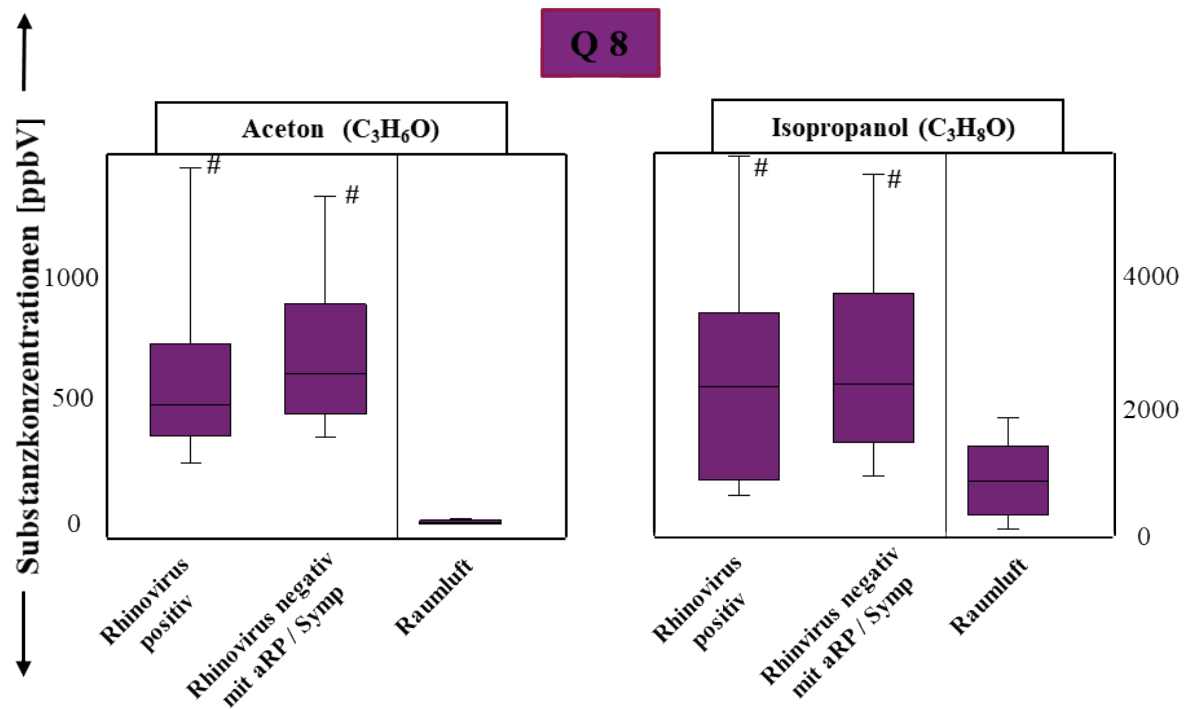 Q 8
Substanzkonzentrationen [ppbV]
Aceton (C₃H₆O)
#
#
1000
500
0
Rhinovirus
positiv
Rhinovirus negativ
mit aRP / Symp
Raumluft
Isopropanol (C₃H₈O)
#
#
4000
2000
0
Rhinovirus
positiv
Rhinvirus negativ
mit aRP / Symp
Raumluft